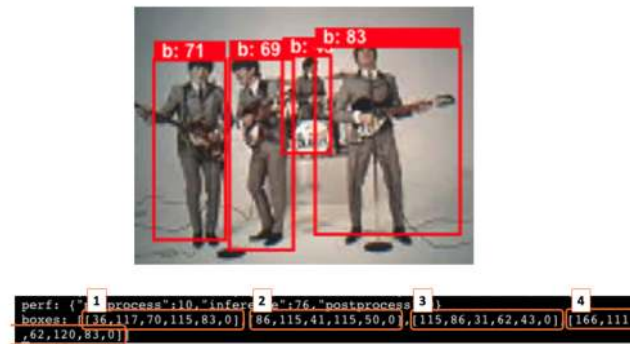 b: 71
b: 69
b: 43
b: 83
1
2
3
4
perf: {" process":10,"infere e":76,"postprocess }
boxes: [[36,117,70,115,83,0] 86,115,41,115,50,0],[115,86,31,62,43,0] [166,111
,62,120,83,0]]